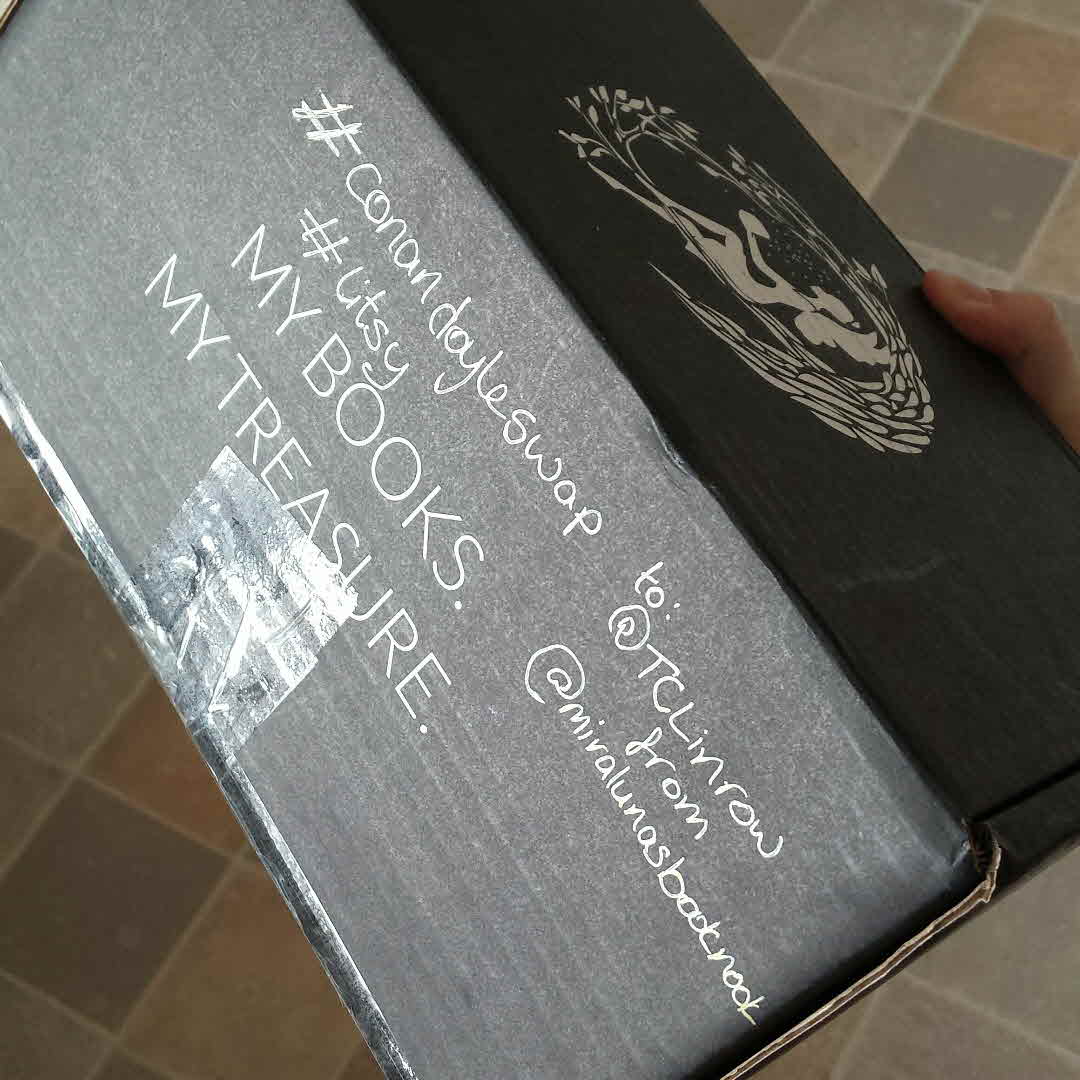 #conandoyleswap
#litsy
MY BOOKS.
MY TREASURE.
to:
@TCLinrow
from
@miralunasbooknook